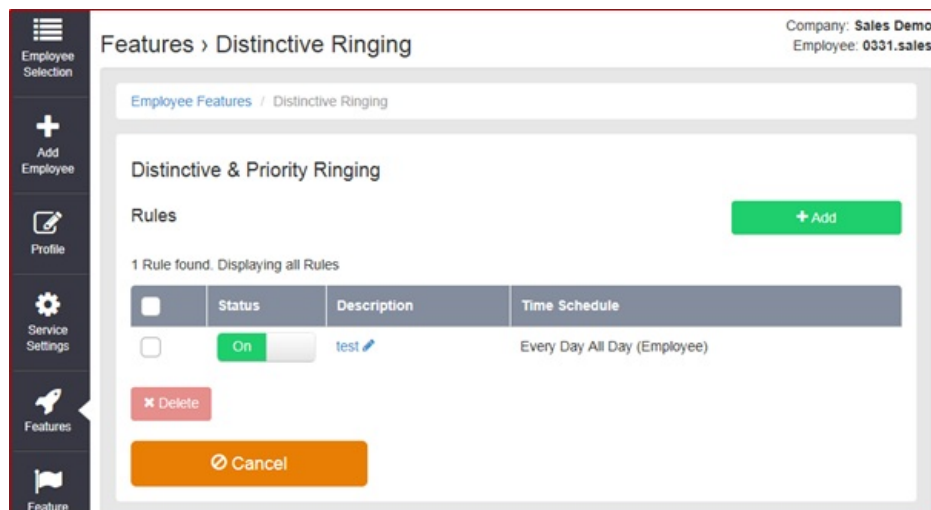 Employee
Selection
Add
Employee
Profile
Service
Settings
Features
Feature
Features › Distinctive Ringing
Company: Sales Demo
Employee: 0331.sales
Employee Features / Distinctive Ringing
Distinctive & Priority Ringing
Rules
+ Add
1 Rule found. Displaying all Rules
Status Description Time Schedule
On test Every Day All Day (Employee)
Delete
Cancel